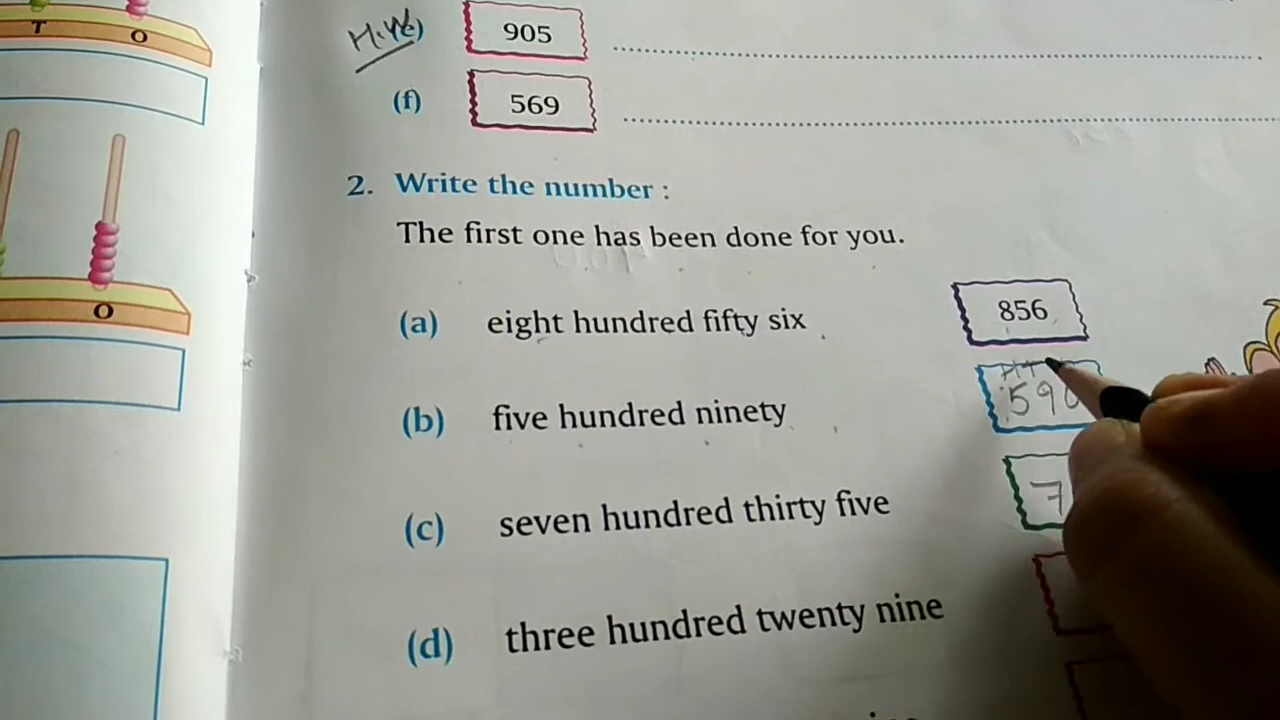 T O
905
(f) 569
2. Write the number :
The first one has been done for you.
(a) eight hundred fifty six 856
O
(b) five hundred ninety 590
(c) seven hundred thirty five 7
(d) three hundred twenty nine